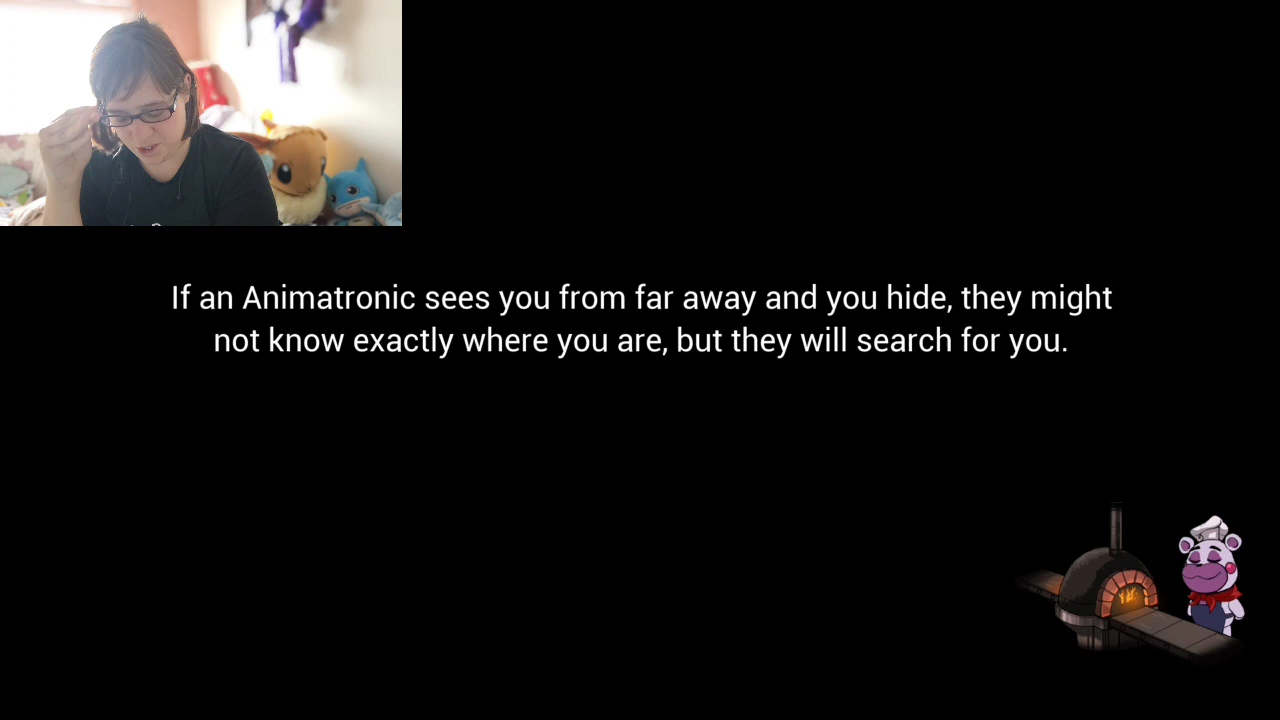 If an Animatronic sees you from far away and you hide, they might
not know exactly where you are, but they will search for you.